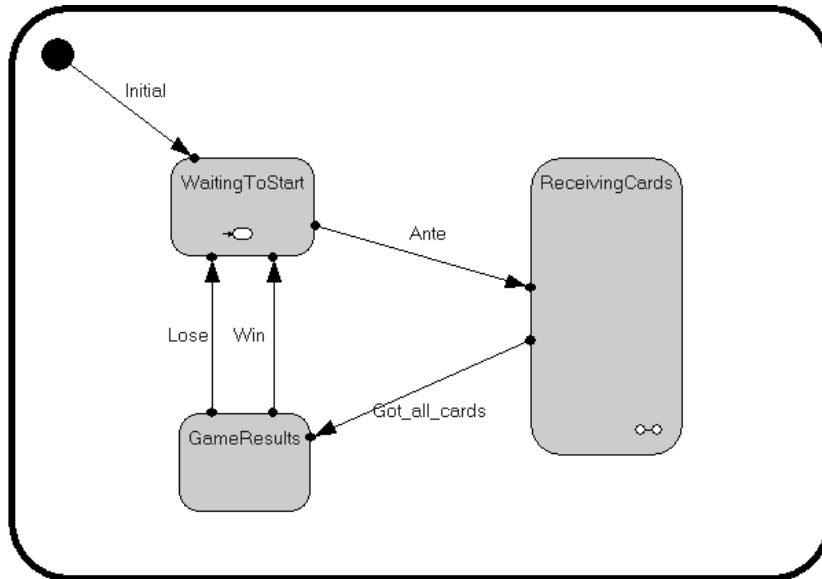 Initial
WaitingToStart
ReceivingCards
Ante
Lose
Win
Got_all_cards
GameResults